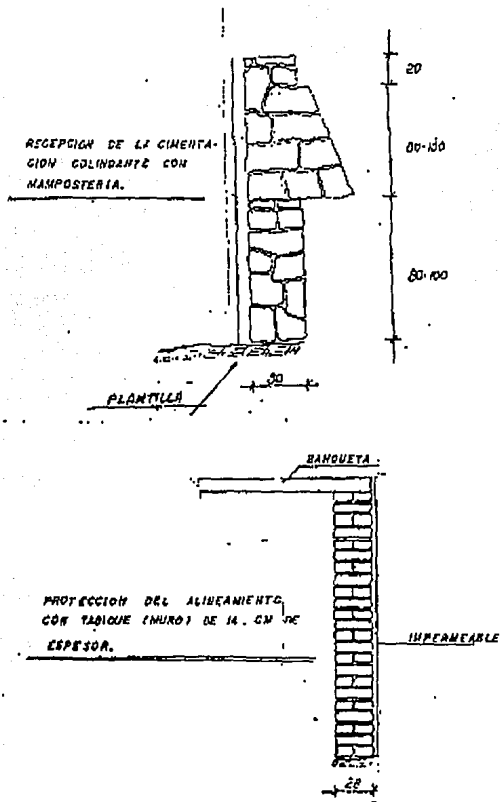 20
RECEPCION DE LA CIMENTA-
CION COLINDANTE CON
MAMPOSTERIA.
80-100
80-100
30
PLANTILLA
BANQUETA
PROTECCION DEL ALINEAMIENTO
CON TABIQUE (MURO) DE 14. CM DE
ESPESOR.
IMPERMEABLE
28